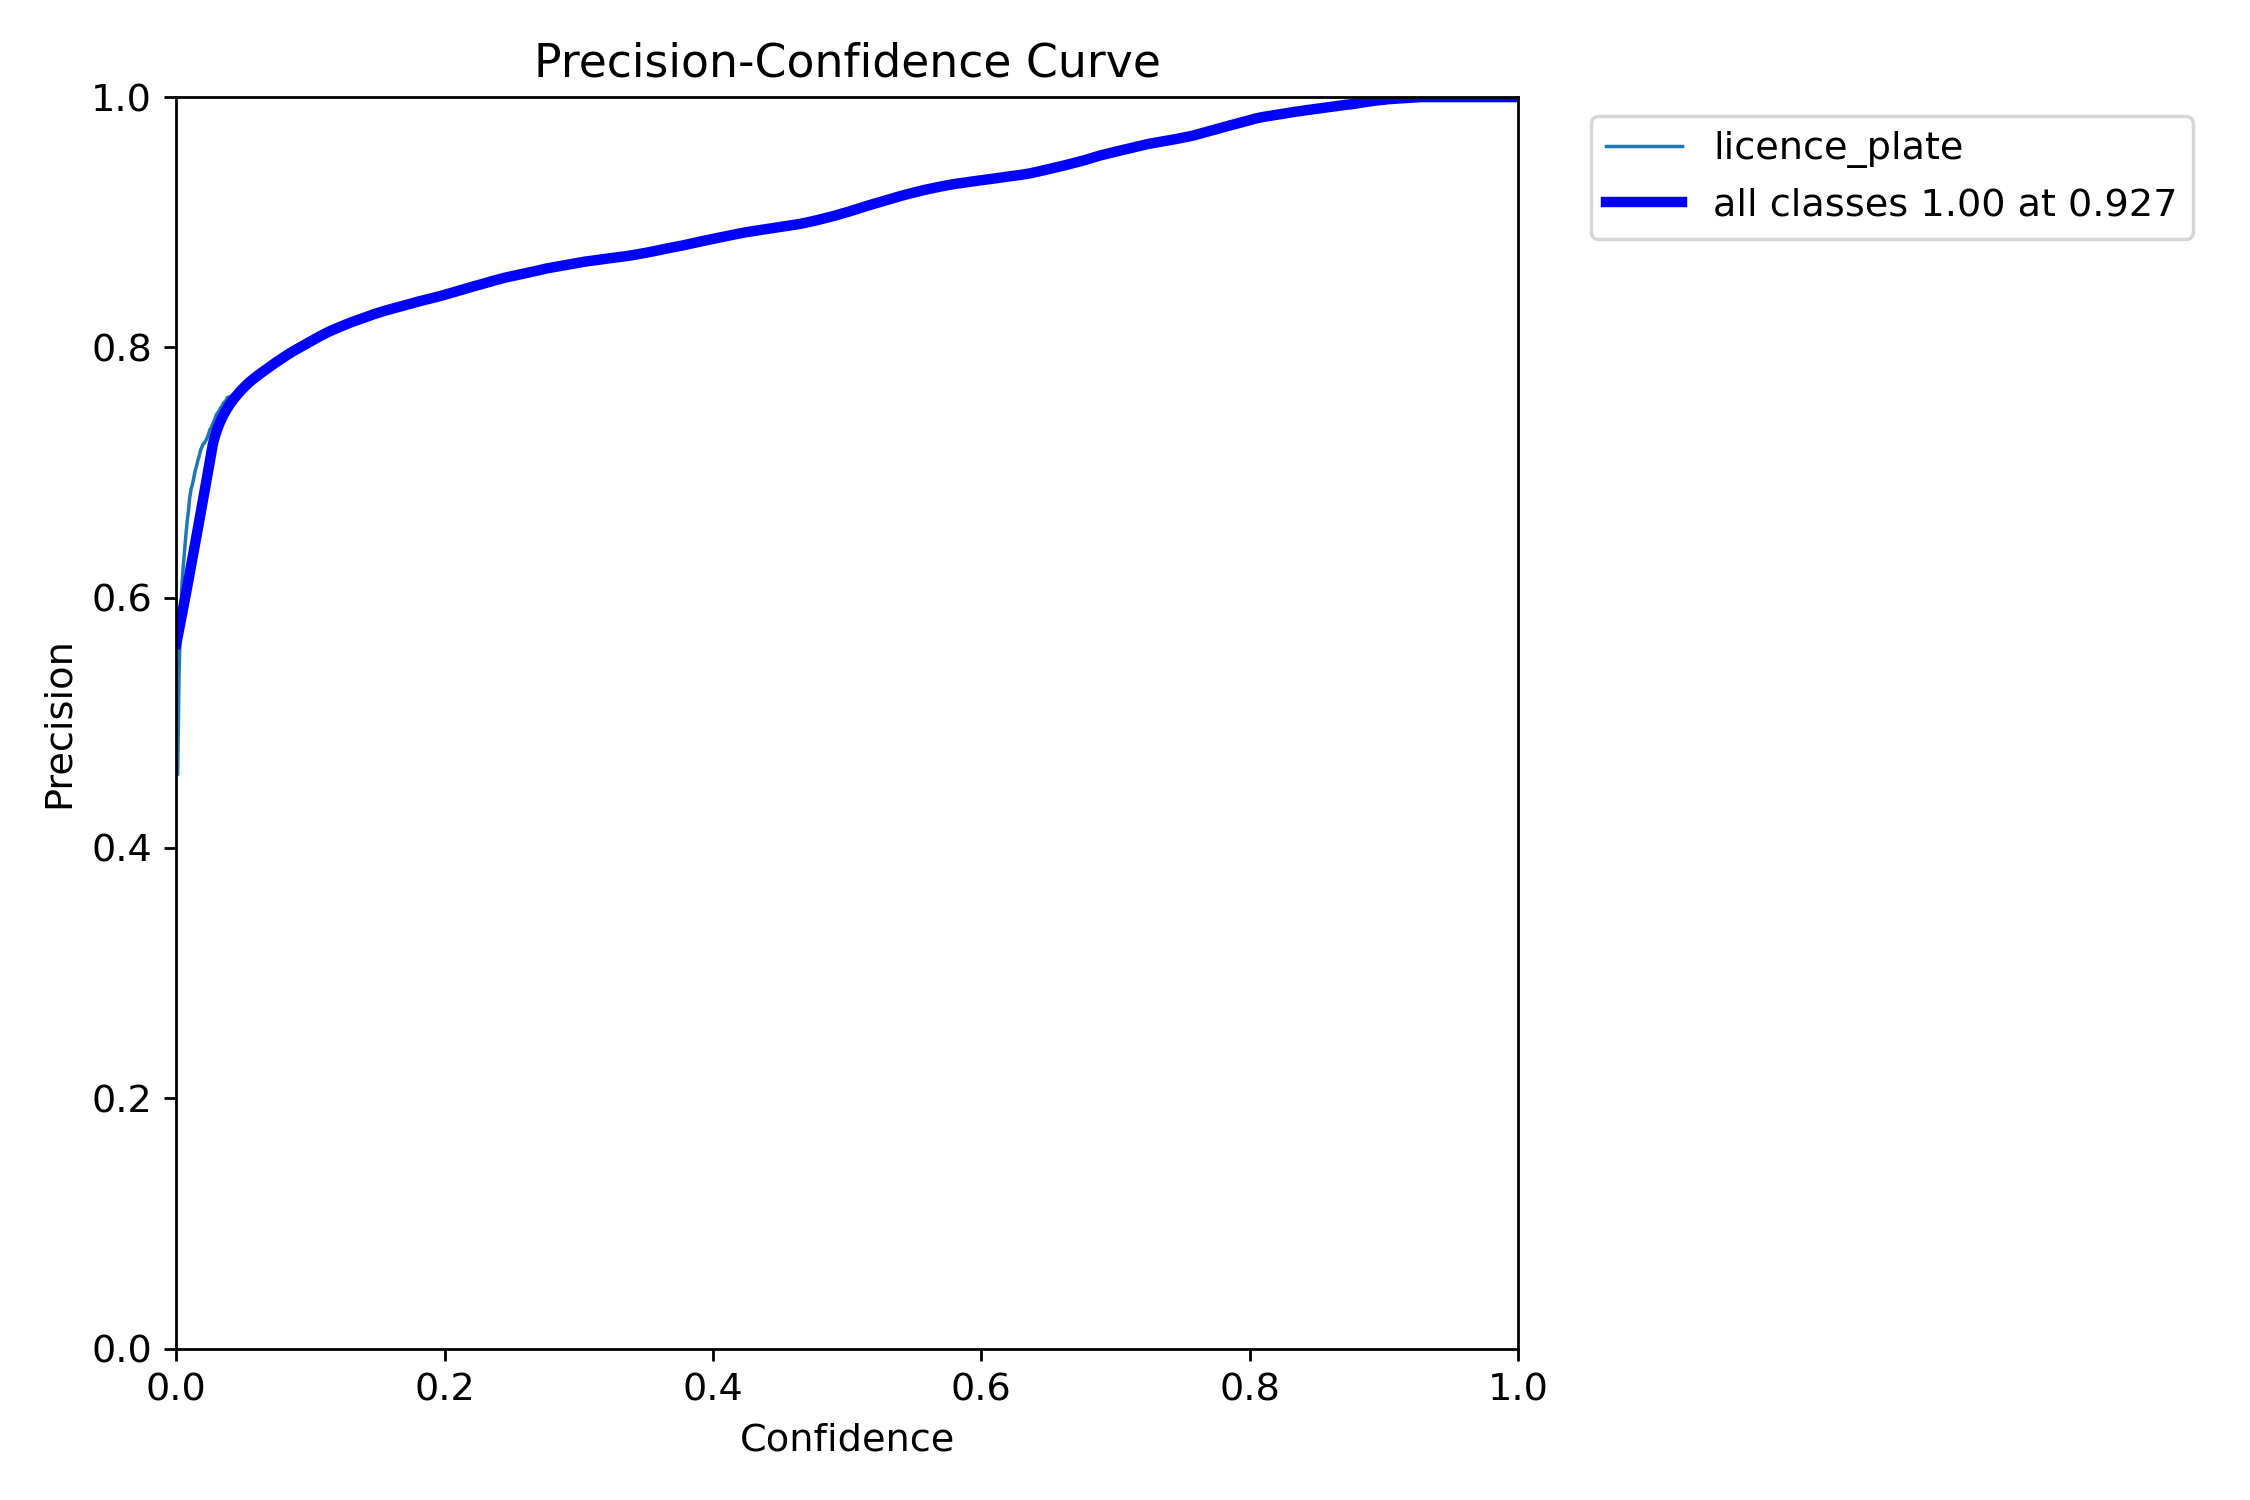 Precision-Confidence Curve
1.0
0.8
0.6
0.4
0.2
0.0
Precision
0.0 0.2 0.4 0.6 0.8 1.0
Confidence
licence_plate
all classes 1.00 at 0.927